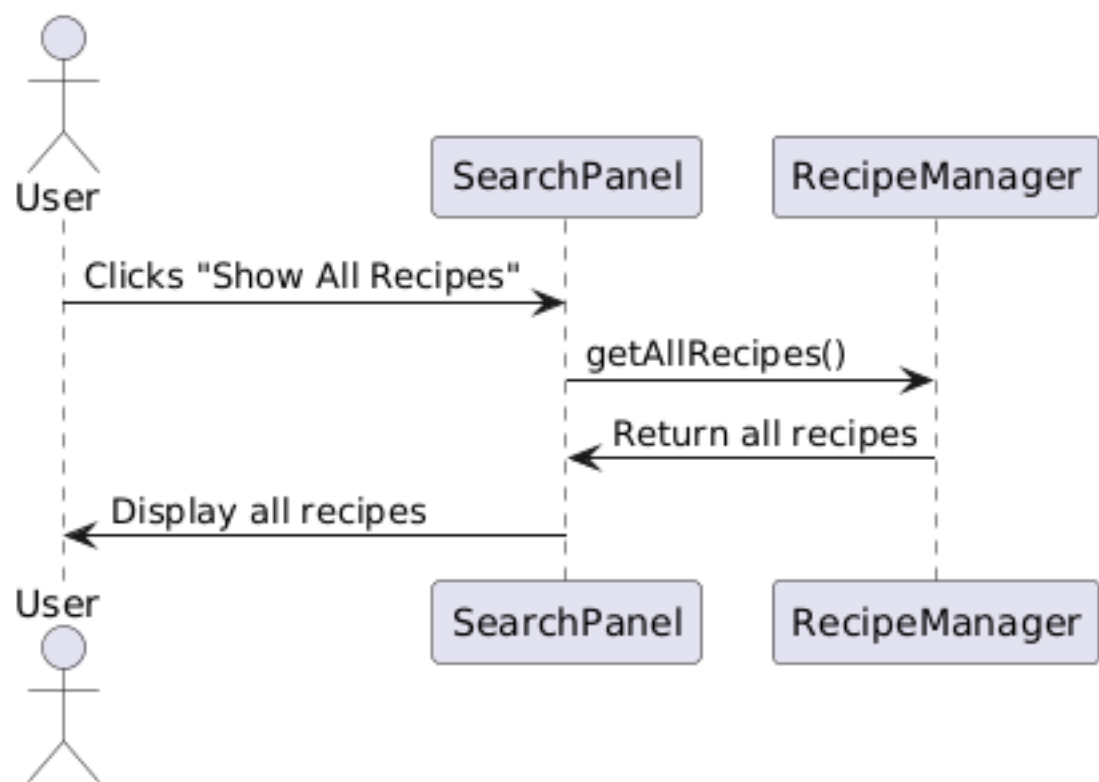 User
SearchPanel
RecipeManager
Clicks "Show All Recipes"
getAllRecipes()
Return all recipes
Display all recipes
User
SearchPanel
RecipeManager